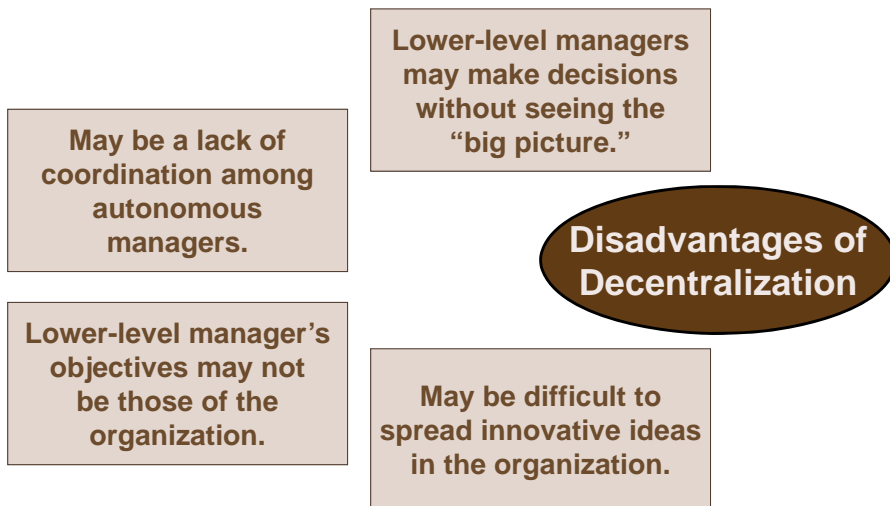 Lower-level managers
may make decisions
without seeing the
“big picture.”
May be a lack of
coordination among
autonomous
managers.
Disadvantages of
Decentralization
Lower-level manager’s
objectives may not
be those of the
organization.
May be difficult to
spread innovative ideas
in the organization.